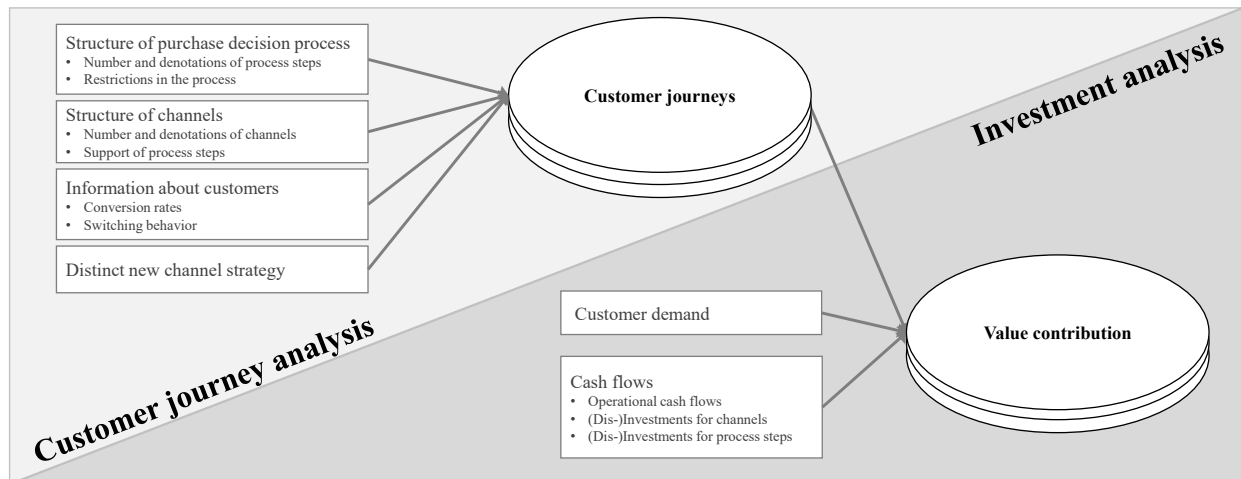 Structure of purchase decision process
• Number and denotations of process steps
• Restrictions in the process
Structure of channels
• Number and denotations of channels
• Support of process steps
Information about customers
• Conversion rates
• Switching behavior
Distinct new channel strategy
Customer journeys
Investment analysis
Customer journey analysis
Customer demand
Cash flows
• Operational cash flows
• (Dis-)Investments for channels
• (Dis-)Investments for process steps
Value contribution